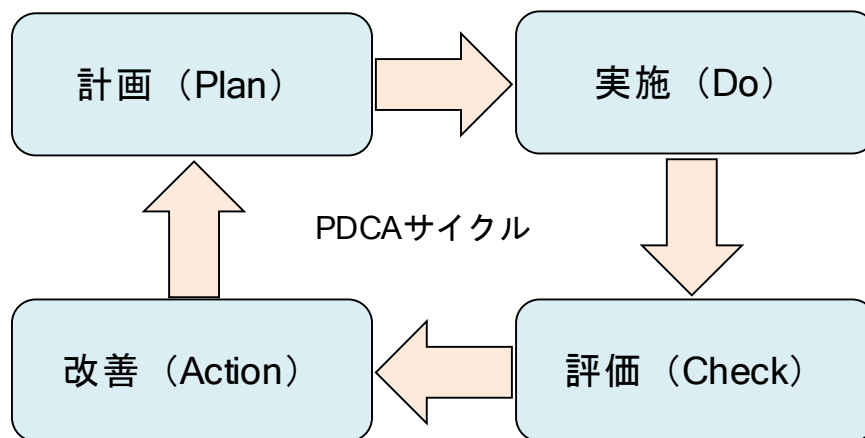 計画（Plan）
実施（Do）
PDCAサイクル
改善（Action）
評価（Check）